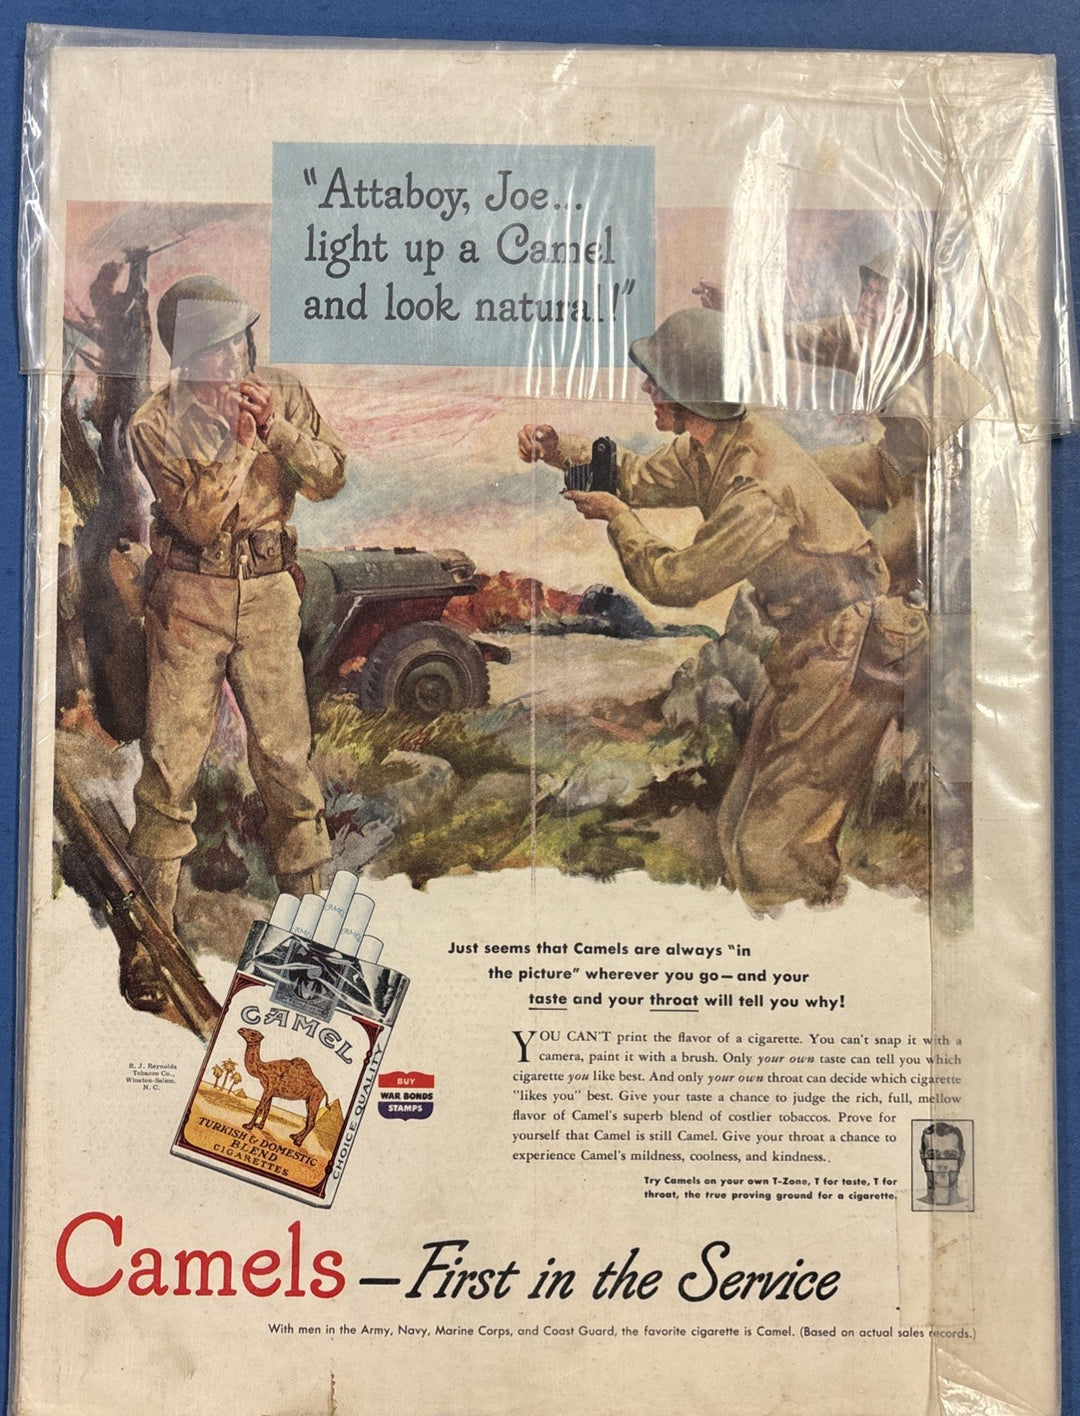 "Attaboy, Joe...
light up a Camel
and look natural!"
Just seems that Camels are always "in
the picture" wherever you go—and your
taste and your throat will tell you why!
YOU CAN'T print the flavor of a cigarette. You can't snap it with a
camera, paint it with a brush. Only your own taste can tell you which
cigarette you like best. And only your own throat can decide which cigarette
"likes you" best. Give your taste a chance to judge the rich, full, mellow
flavor of Camel's superb blend of costlier tobaccos. Prove for
yourself that Camel is still Camel. Give your throat a chance to
experience Camel's mildness, coolness, and kindness..
Try Camels on your own T-Zone, T for taste, T for
throat, the true proving ground for a cigarette.
CAMEL
CAMEL
CAMEL
TURKISH & DOMESTIC
BLEND
CIGARETTES
CHOICE QUALITY
R. J. Reynolds
Tobacco Co.,
Winston-Salem,
N. C.
BUY
WAR BONDS
STAMPS
Camels—First in the Service
With men in the Army, Navy, Marine Corps, and Coast Guard, the favorite cigarette is Camel. (Based on actual sales records.)